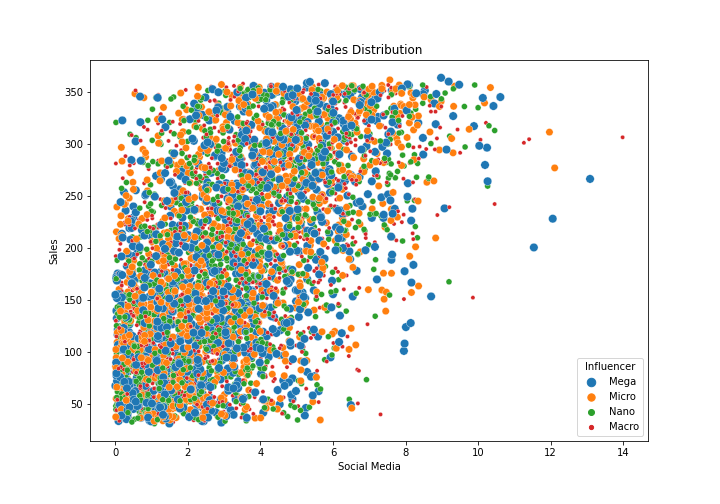 Sales Distribution
Sales
350
300
250
200
150
100
50
0 2 4 6 8 10 12 14
Social Media
Influencer
Mega
Micro
Nano
Macro